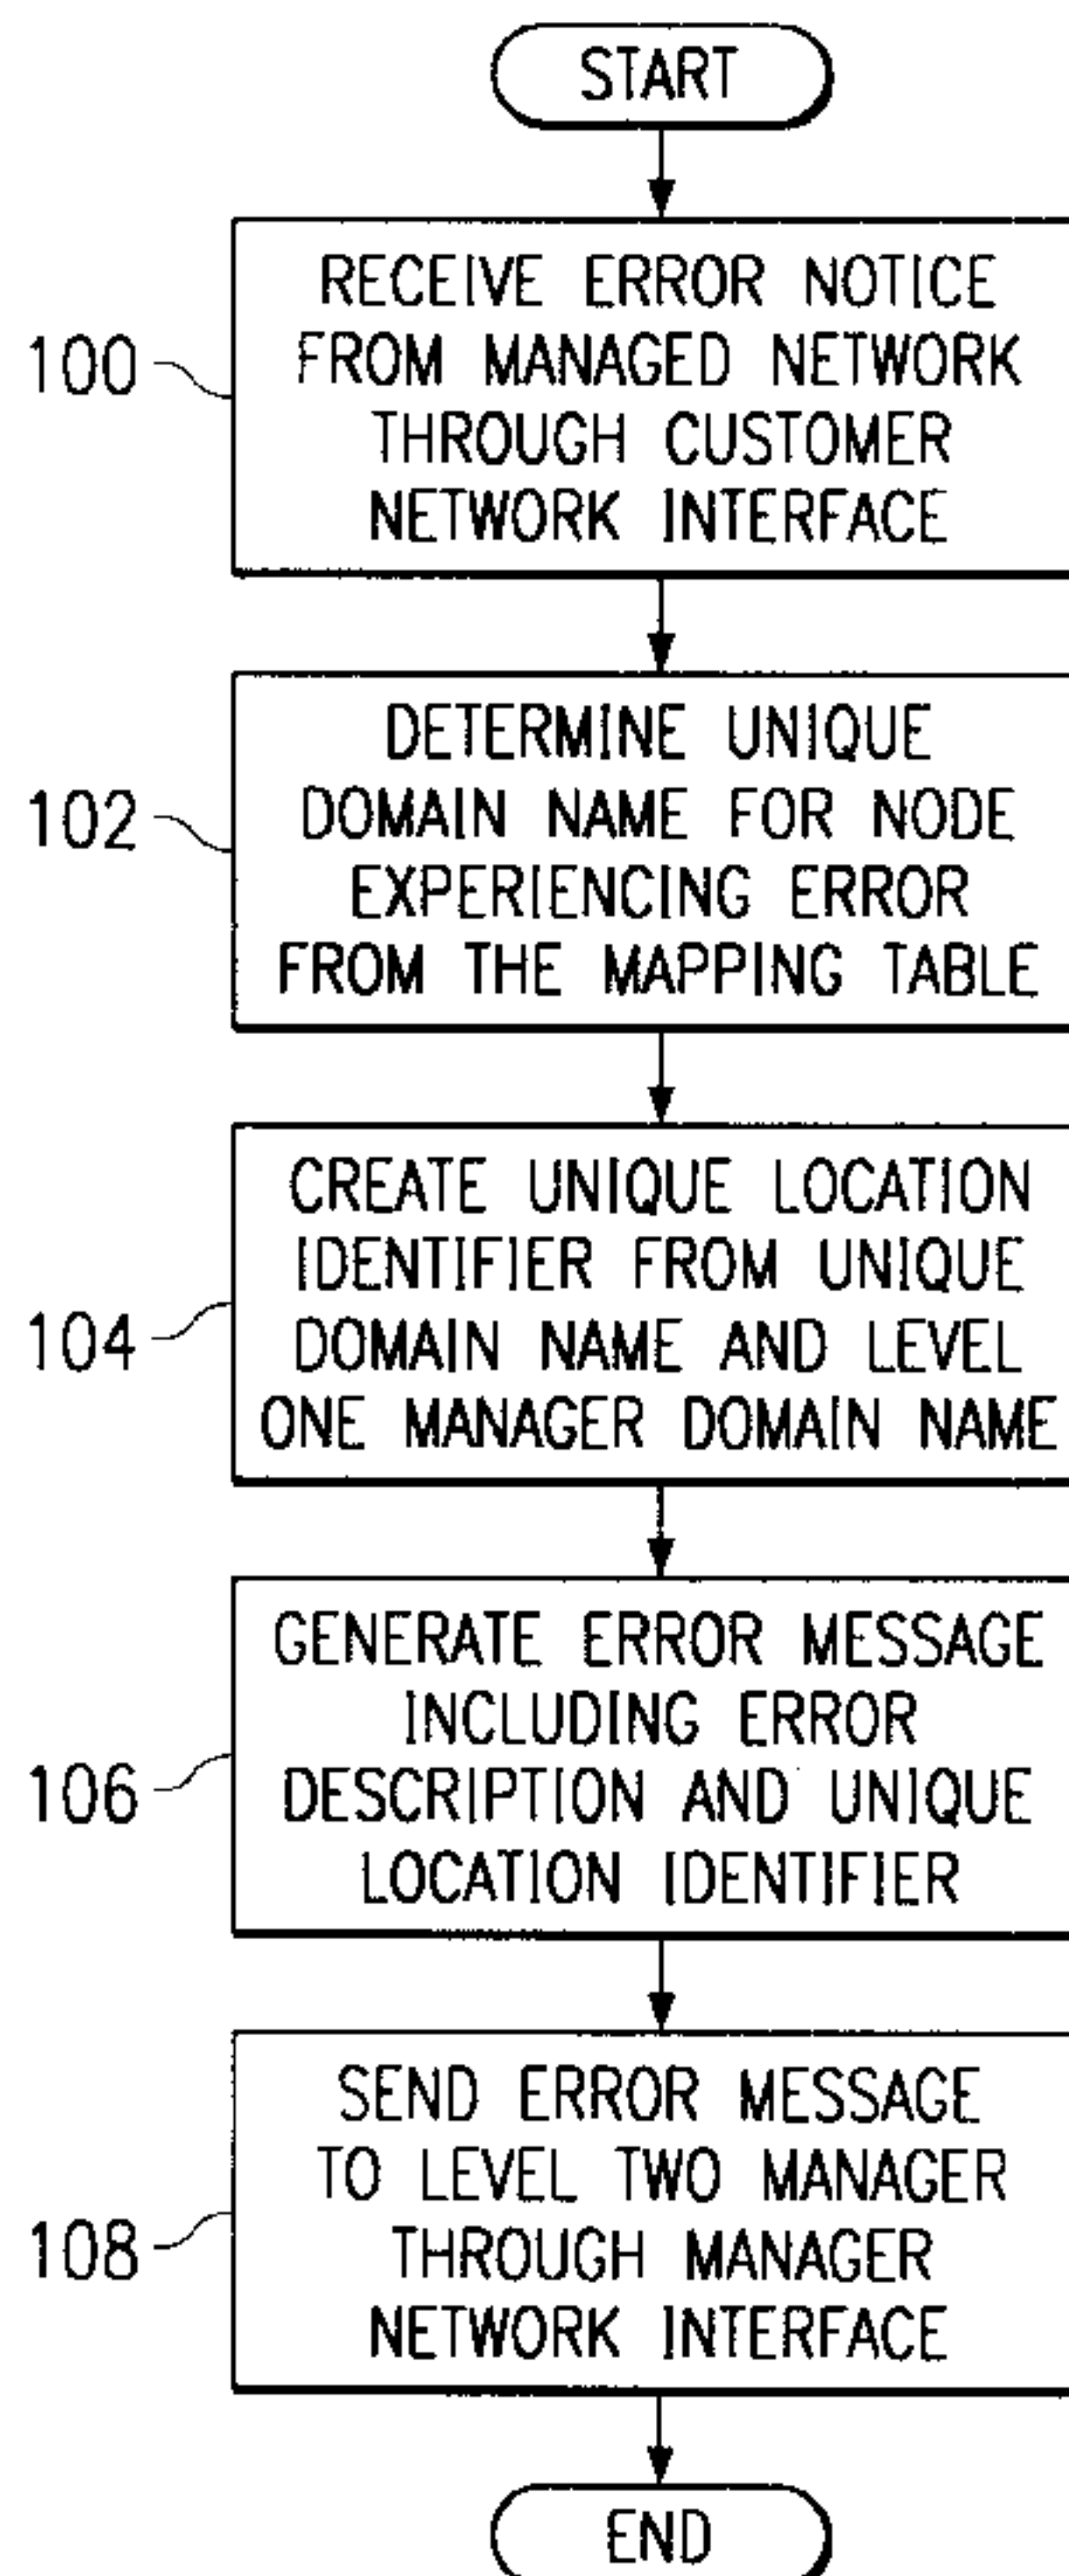 START
RECEIVE ERROR NOTICE
FROM MANAGED NETWORK
THROUGH CUSTOMER
NETWORK INTERFACE
100
DETERMINE UNIQUE
DOMAIN NAME FOR NODE
EXPERIENCING ERROR
FROM THE MAPPING TABLE
102
CREATE UNIQUE LOCATION
IDENTIFIER FROM UNIQUE
DOMAIN NAME AND LEVEL
ONE MANAGER DOMAIN NAME
104
GENERATE ERROR MESSAGE
INCLUDING ERROR
DESCRIPTION AND UNIQUE
LOCATION IDENTIFIER
106
SEND ERROR MESSAGE
TO LEVEL TWO MANAGER
THROUGH MANAGER
NETWORK INTERFACE
108
END